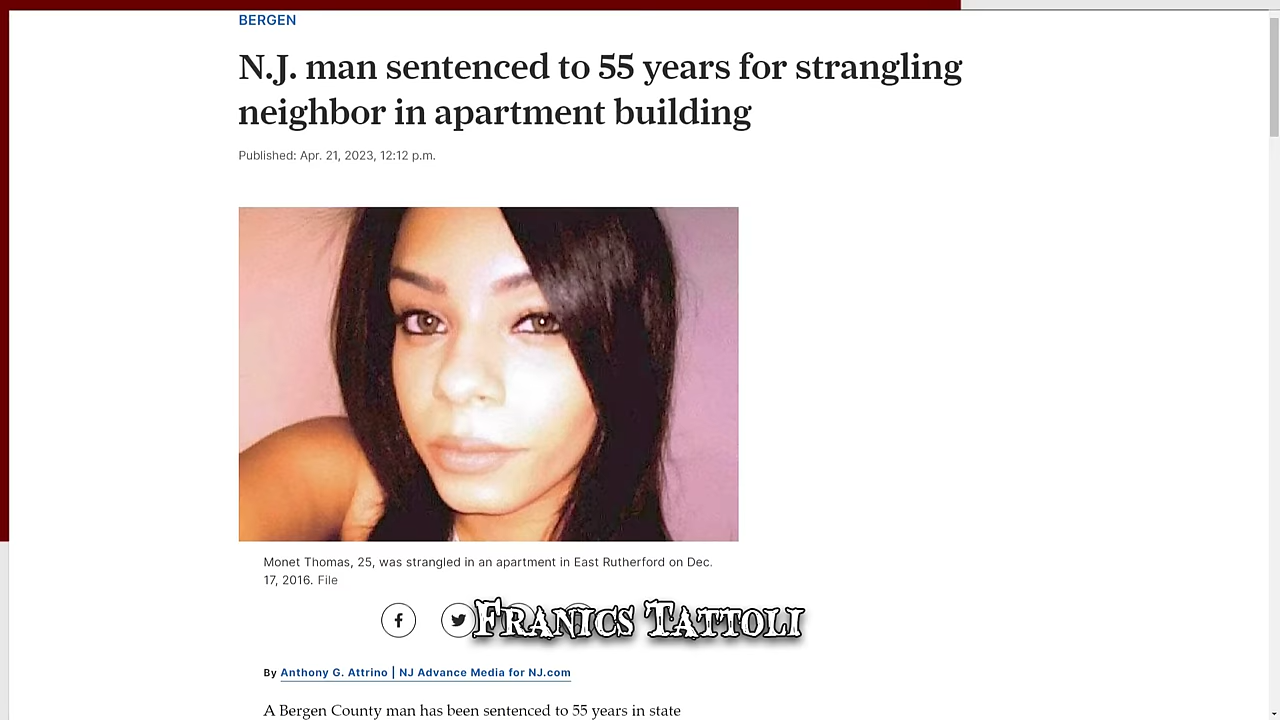 BERGEN
N.J. man sentenced to 55 years for strangling
neighbor in apartment building
Published: Apr. 21, 2023, 12:12 p.m.
Monet Thomas, 25, was strangled in an apartment in East Rutherford on Dec.
17, 2016. File
FRANICS TATTOLI
By Anthony G. Attrino | NJ Advance Media for NJ.com
A Bergen County man has been sentenced to 55 years in state